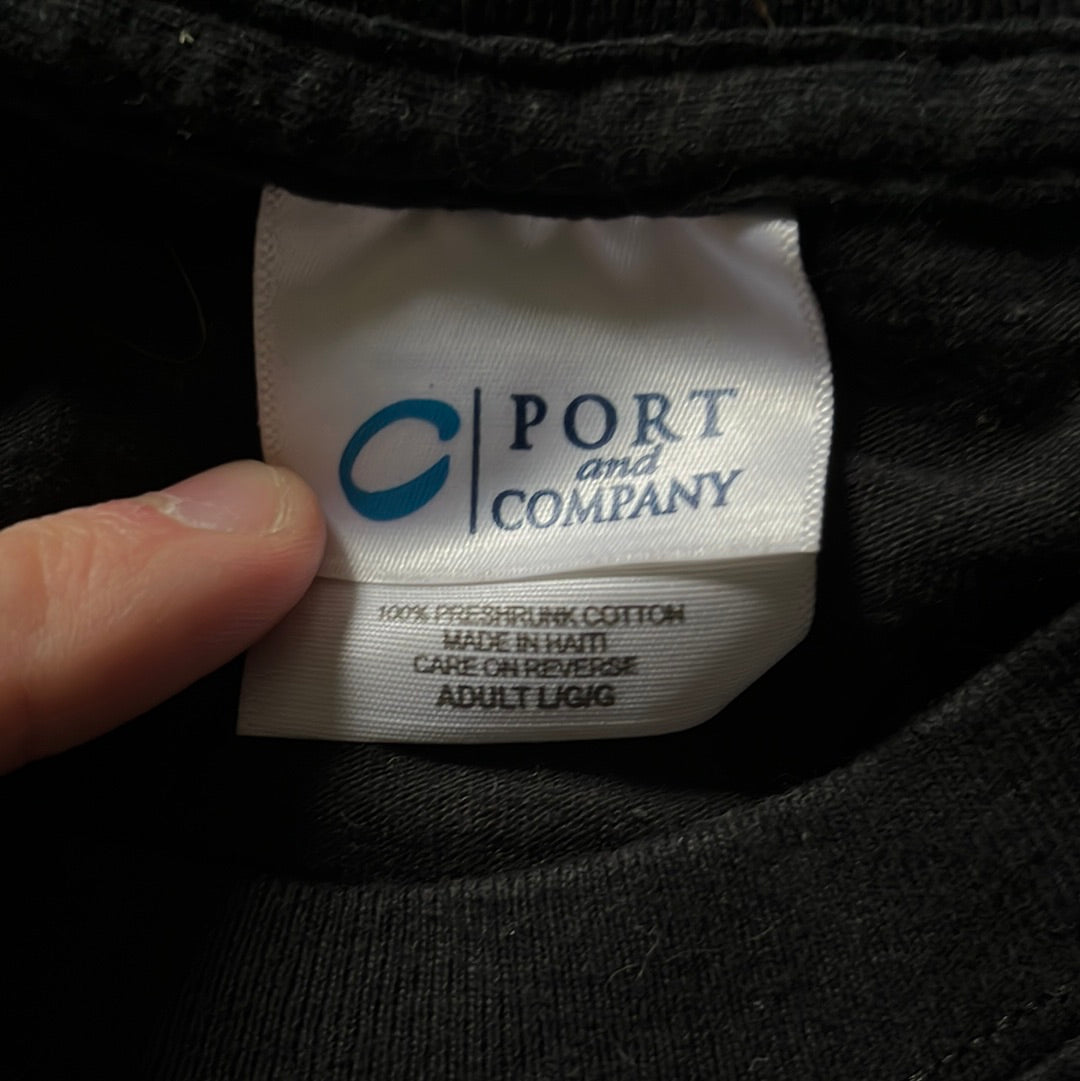 PORT
and
COMPANY
100% PRESHRUNK COTTON
MADE IN HAITI
CARE ON REVERSE
ADULT L/G/G